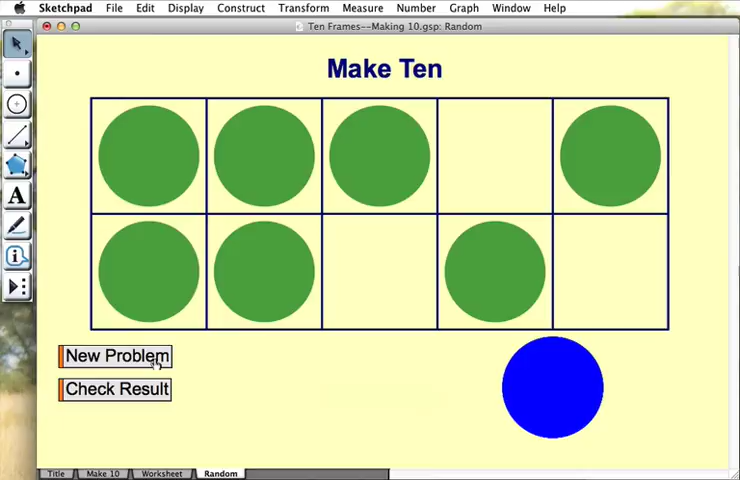 Sketchpad File Edit Display Construct Transform Measure Number Graph Window Help
Ten Frames--Making 10.gsp: Random
Make Ten
A
New Problem
Check Result
Title Make 10 Worksheet Random